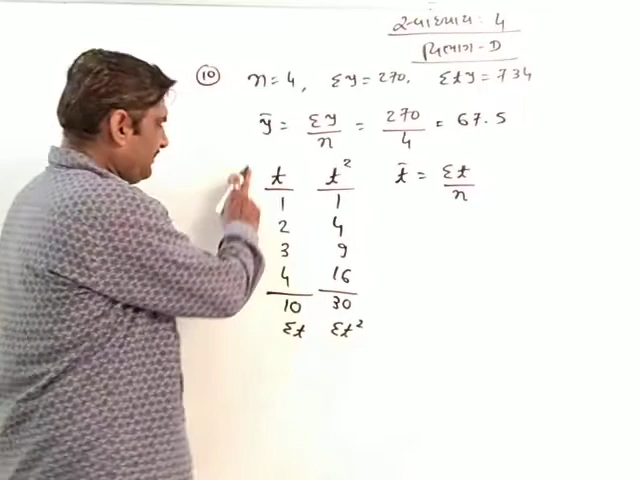 સ્વાધ્યાય : 4
વિભાગ - D
(10) n = 4, Σy = 270, Σty = 734
ȳ = Σy / n = 270 / 4 = 67.5
t t² t̄ = Σt / n
1 1
2 4
3 9
4 16
10 30
Σt Σt²